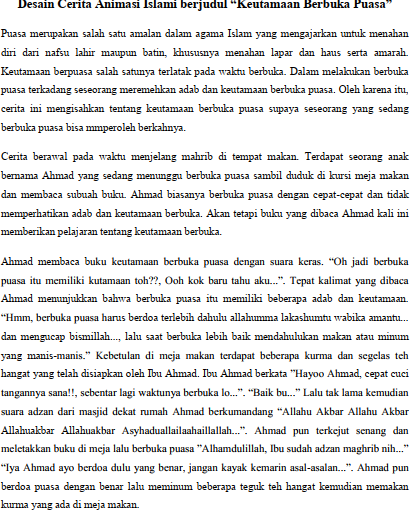 Desain Cerita Animasi Islami berjudul “Keutamaan Berbuka Puasa”
Puasa merupakan salah satu amalan dalam agama Islam yang mengajarkan untuk menahan
diri dari nafsu lahir maupun batin, khususnya menahan lapar dan haus serta amarah.
Keutamaan berpuasa salah satunya terlatak pada waktu berbuka. Dalam melakukan berbuka
puasa terkadang seseorang meremehkan adab dan keutamaan berbuka puasa. Oleh karena itu,
cerita ini mengisahkan tentang keutamaan berbuka puasa supaya seseorang yang sedang
berbuka puasa bisa mmperoleh berkahnya.
Cerita berawal pada waktu menjelang mahrib di tempat makan. Terdapat seorang anak
bernama Ahmad yang sedang menunggu berbuka puasa sambil duduk di kursi meja makan
dan membaca subuah buku. Ahmad biasanya berbuka puasa dengan cepat-cepat dan tidak
memperhatikan adab dan keutamaan berbuka. Akan tetapi buku yang dibaca Ahmad kali ini
memberikan pelajaran tentang keutamaan berbuka.
Ahmad membaca buku keutamaan berbuka puasa dengan suara keras. “Oh jadi berbuka
puasa itu memiliki kutamaan toh??, Ooh kok baru tahu aku...”. Tepat kalimat yang dibaca
Ahmad menunjukkan bahwa berbuka puasa itu memiliki beberapa adab dan keutamaan.
“Hmm, berbuka puasa harus berdoa terlebih dahulu allahumma lakashumtu wabika amantu...
dan mengucap bismillah..., lalu saat berbuka lebih baik mendahulukan makan atau minum
yang manis-manis.” Kebetulan di meja makan terdapat beberapa kurma dan segelas teh
hangat yang telah disiapkan oleh Ibu Ahmad. Ibu Ahmad berkata ”Hayoo Ahmad, cepat cuci
tangannya sana!!, sebentar lagi waktunya berbuka lo...”. “Baik bu...” Lalu tak lama kemudian
suara adzan dari masjid dekat rumah Ahmad berkumandang “Allahu Akbar Allahu Akbar
Allahuakbar Allahuakbar Asyhaduallailaahaillallah...”. Ahmad pun terkejut senang dan
meletakkan buku di meja lalu berbuka puasa ”Alhamdulillah, Ibu sudah adzan maghrib nih...”
“Iya Ahmad ayo berdoa dulu yang benar, jangan kayak kemarin asal-asalan...”. Ahmad pun
berdoa puasa dengan benar lalu meminum beberapa teguk teh hangat kemudian memakan
kurma yang ada di meja makan.